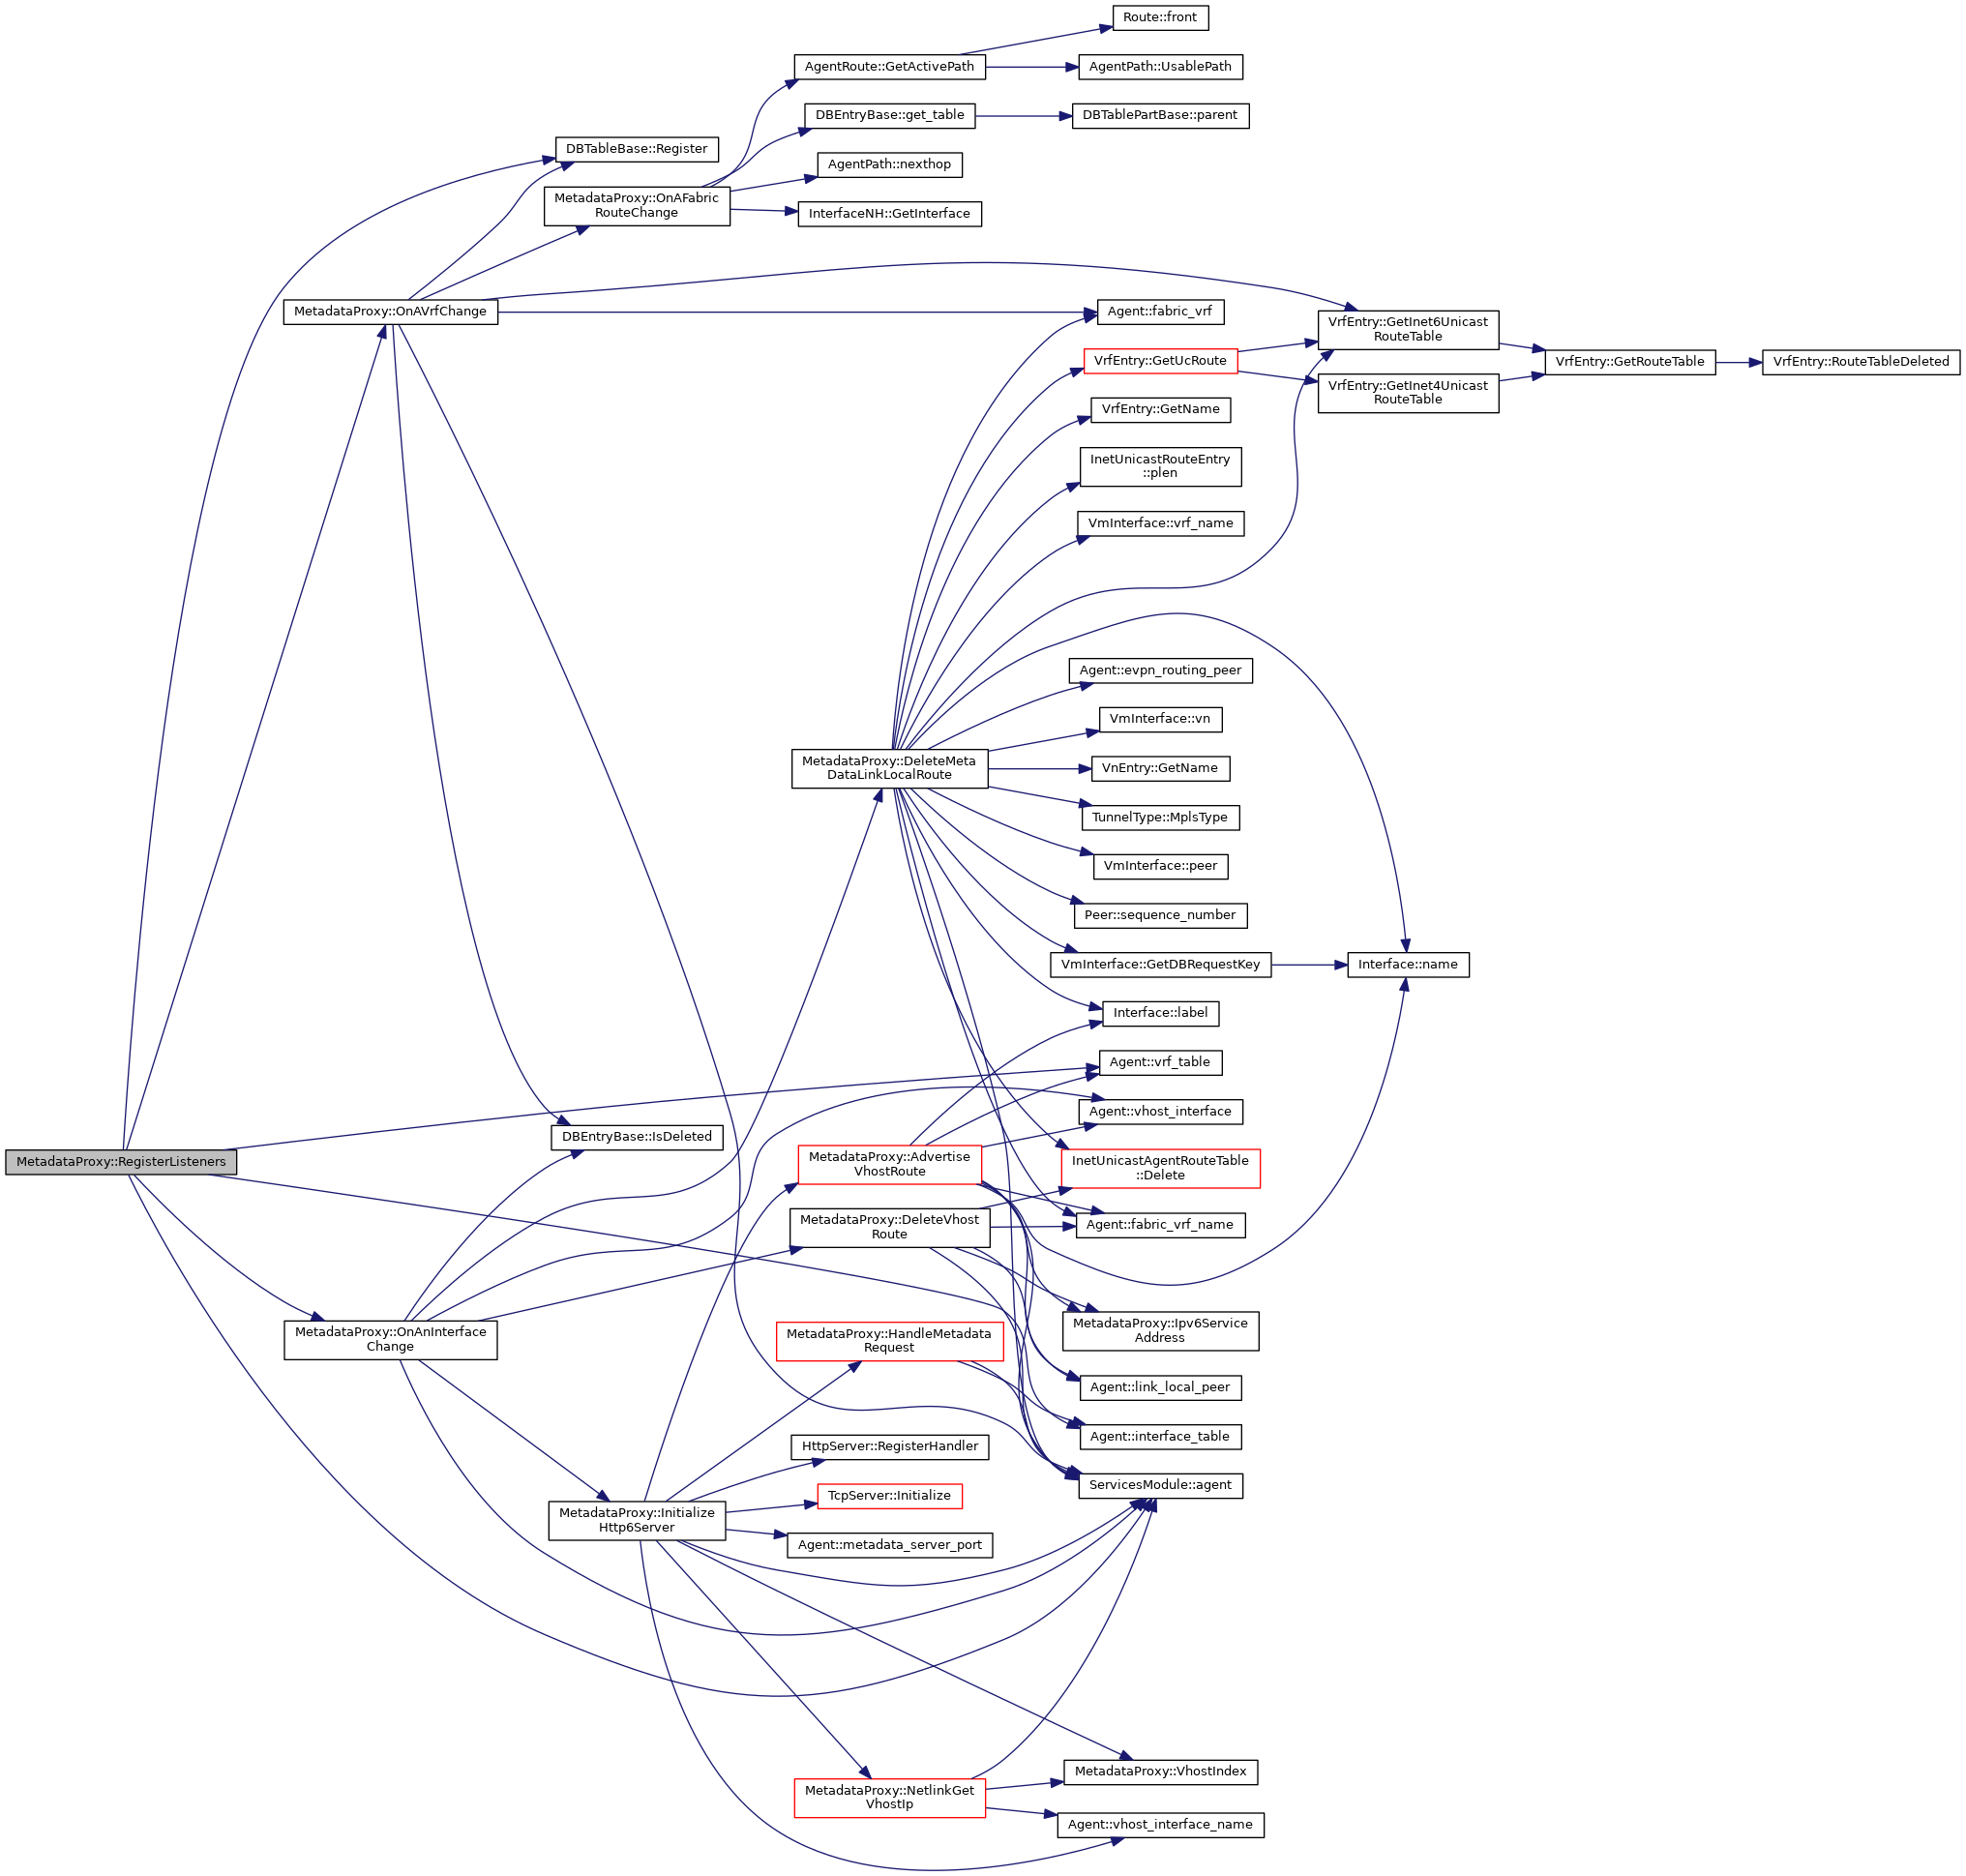 Route::front
AgentRoute::GetActivePath
AgentPath::UsablePath
DBEntryBase::get_table
DBTablePartBase::parent
DBTableBase::Register
AgentPath::nexthop
MetadataProxy::OnAFabric
RouteChange
InterfaceNH::GetInterface
MetadataProxy::OnAVrfChange
Agent::fabric_vrf
VrfEntry::GetInet6Unicast
RouteTable
VrfEntry::GetUcRoute
VrfEntry::GetRouteTable
VrfEntry::RouteTableDeleted
VrfEntry::GetInet4Unicast
RouteTable
VrfEntry::GetName
InetUnicastRouteEntry
::plen
VmInterface::vrf_name
Agent::evpn_routing_peer
VmInterface::vn
MetadataProxy::DeleteMeta
DataLinkLocalRoute
VnEntry::GetName
TunnelType::MplsType
VmInterface::peer
Peer::sequence_number
VmInterface::GetDBRequestKey
Interface::name
Interface::label
Agent::vrf_table
Agent::vhost_interface
DBEntryBase::IsDeleted
MetadataProxy::RegisterListeners
MetadataProxy::Advertise
VhostRoute
InetUnicastAgentRouteTable
::Delete
MetadataProxy::DeleteVhost
Route
Agent::fabric_vrf_name
MetadataProxy::OnAnInterface
Change
MetadataProxy::HandleMetadata
Request
MetadataProxy::Ipv6Service
Address
Agent::link_local_peer
Agent::interface_table
HttpServer::RegisterHandler
ServicesModule::agent
TcpServer::Initialize
MetadataProxy::Initialize
Http6Server
Agent::metadata_server_port
MetadataProxy::VhostIndex
MetadataProxy::NetlinkGet
VhostIp
Agent::vhost_interface_name